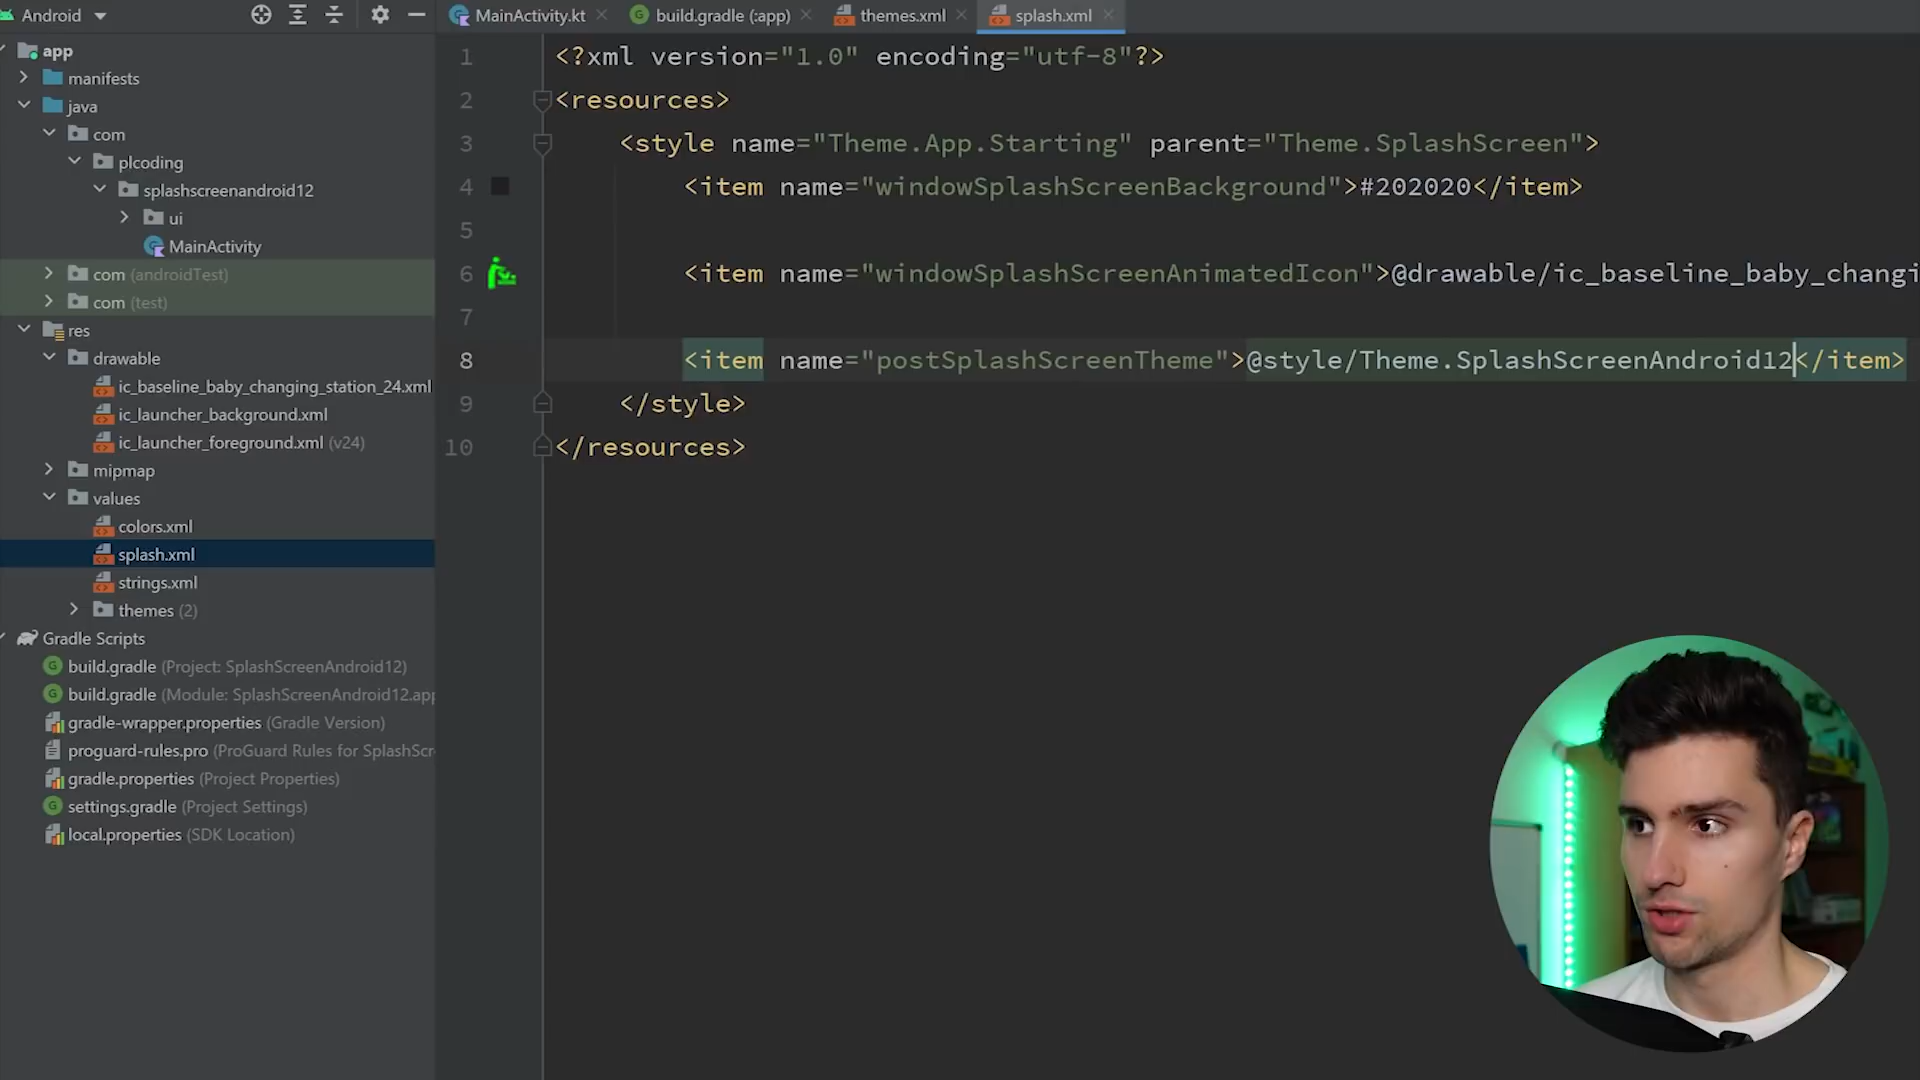 Android
MainActivity.kt
build.gradle (:app)
themes.xml
splash.xml
app
manifests
java
com
plcoding
splashscreenandroid12
ui
MainActivity
com (androidTest)
com (test)
res
drawable
ic_baseline_baby_changing_station_24.xml
ic_launcher_background.xml
ic_launcher_foreground.xml (v24)
mipmap
values
colors.xml
splash.xml
strings.xml
themes (2)
Gradle Scripts
build.gradle (Project: SplashScreenAndroid12)
build.gradle (Module: SplashScreenAndroid12.app
gradle-wrapper.properties (Gradle Version)
proguard-rules.pro (ProGuard Rules for SplashScre
gradle.properties (Project Properties)
settings.gradle (Project Settings)
local.properties (SDK Location)
1 <?xml version="1.0" encoding="utf-8"?>
2 <resources>
3 <style name="Theme.App.Starting" parent="Theme.SplashScreen">
4 <item name="windowSplashScreenBackground">#202020</item>
5
6 <item name="windowSplashScreenAnimatedIcon">@drawable/ic_baseline_baby_changi
7
8 <item name="postSplashScreenTheme">@style/Theme.SplashScreenAndroid12</item>
9 </style>
10 </resources>